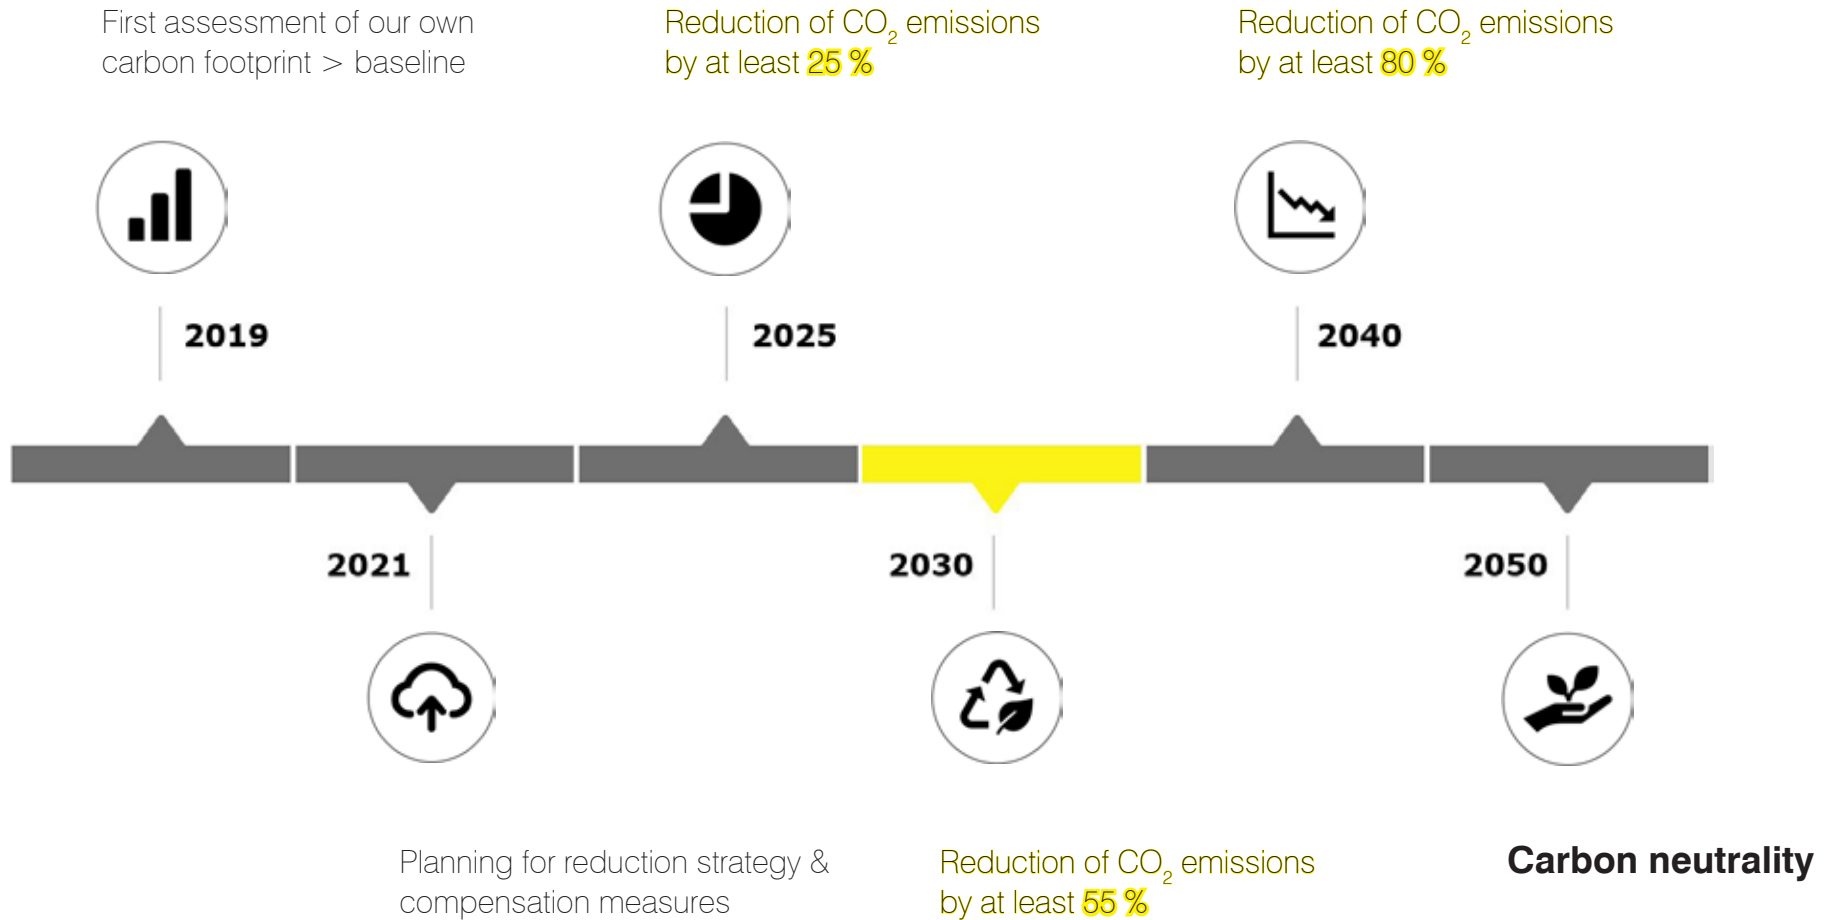 First assessment of our own
carbon footprint > baseline
Reduction of CO₂ emissions
by at least 25 %
Reduction of CO₂ emissions
by at least 80 %
2019
2025
2040
2021
2030
2050
Planning for reduction strategy &
compensation measures
Reduction of CO₂ emissions
by at least 55 %
Carbon neutrality